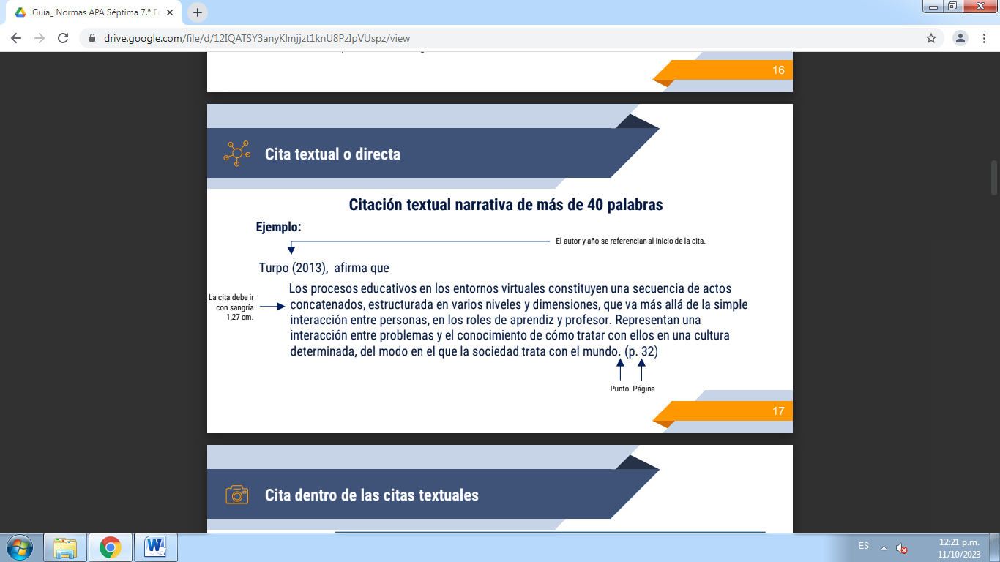 Guía_ Normas APA Séptima 7.ª Ed
drive.google.com/file/d/12IQATSY3anyKlmjjzt1knU8PzIpVUspz/view
16
Cita textual o directa
Citación textual narrativa de más de 40 palabras
Ejemplo:
El autor y año se referencian al inicio de la cita.
Turpo (2013),  afirma que
La cita debe ir
con sangría
1,27 cm.
Los procesos educativos en los entornos virtuales constituyen una secuencia de actos
concatenados, estructurada en varios niveles y dimensiones, que va más allá de la simple
interacción entre personas, en los roles de aprendiz y profesor. Representan una
interacción entre problemas y el conocimiento de cómo tratar con ellos en una cultura
determinada, del modo en el que la sociedad trata con el mundo. (p. 32)
Punto Página
17
Cita dentro de las citas textuales
ES
12:21 p.m.
11/10/2023